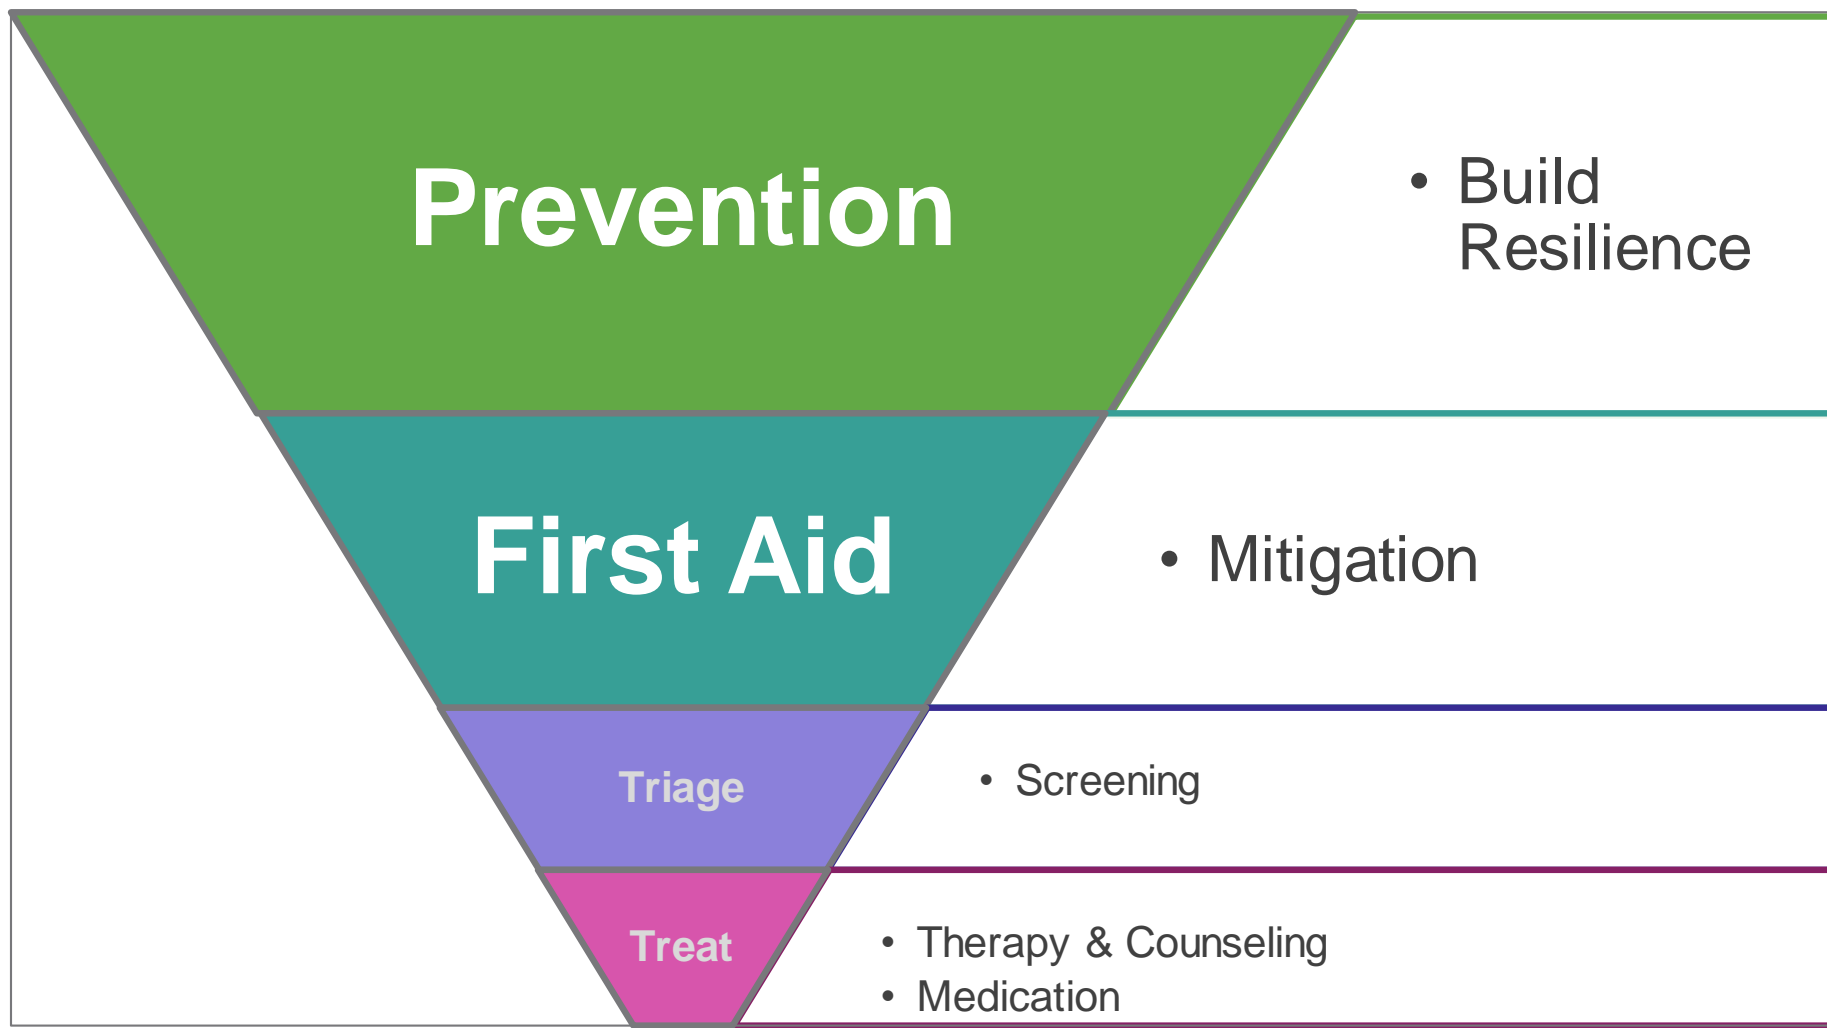 Prevention
• Build
Resilience
First Aid
• Mitigation
Triage
• Screening
Treat
• Therapy & Counseling
• Medication